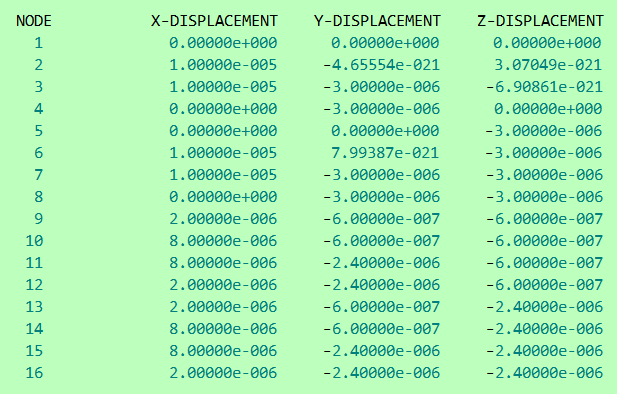 NODE X-DISPLACEMENT Y-DISPLACEMENT Z-DISPLACEMENT
1 0.00000e+000 0.00000e+000 0.00000e+000
2 1.00000e-005 -4.65554e-021 3.07049e-021
3 1.00000e-005 -3.00000e-006 -6.90861e-021
4 0.00000e+000 -3.00000e-006 0.00000e+000
5 0.00000e+000 0.00000e+000 -3.00000e-006
6 1.00000e-005 7.99387e-021 -3.00000e-006
7 1.00000e-005 -3.00000e-006 -3.00000e-006
8 0.00000e+000 -3.00000e-006 -3.00000e-006
9 2.00000e-006 -6.00000e-007 -6.00000e-007
10 8.00000e-006 -6.00000e-007 -6.00000e-007
11 8.00000e-006 -2.40000e-006 -6.00000e-007
12 2.00000e-006 -2.40000e-006 -6.00000e-007
13 2.00000e-006 -6.00000e-007 -2.40000e-006
14 8.00000e-006 -6.00000e-007 -2.40000e-006
15 8.00000e-006 -2.40000e-006 -2.40000e-006
16 2.00000e-006 -2.40000e-006 -2.40000e-006